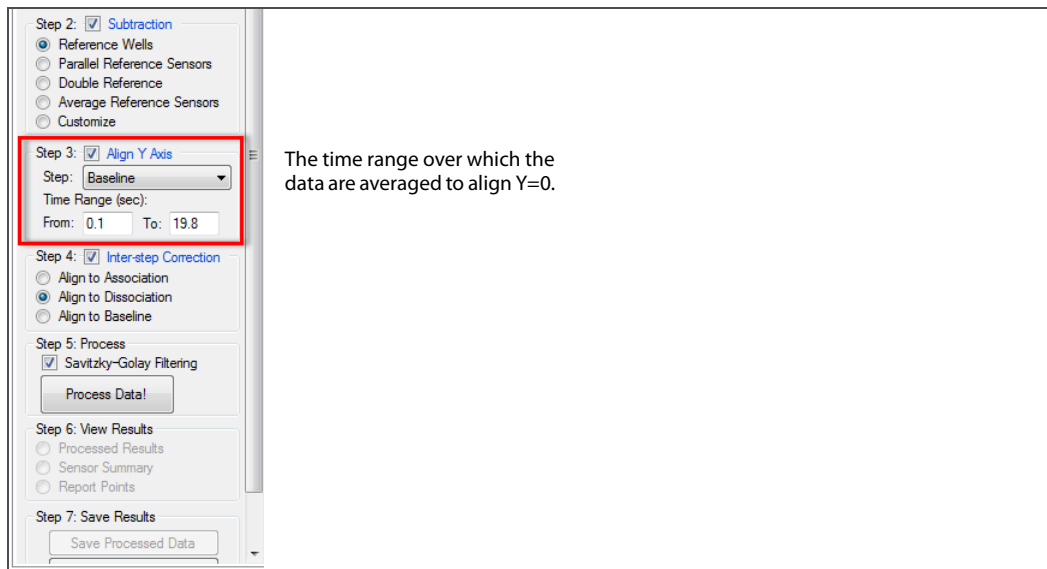 Step 2: Subtraction
Reference Wells
Parallel Reference Sensors
Double Reference
Average Reference Sensors
Customize
Step 3: Align Y Axis
Step: Baseline
Time Range (sec):
From: 0.1 To: 19.8
The time range over which the
data are averaged to align Y=0.
Step 4: Inter-step Correction
Align to Association
Align to Dissociation
Align to Baseline
Step 5: Process
Savitzky-Golay Filtering
Process Data!
Step 6: View Results
Processed Results
Sensor Summary
Report Points
Step 7: Save Results
Save Processed Data